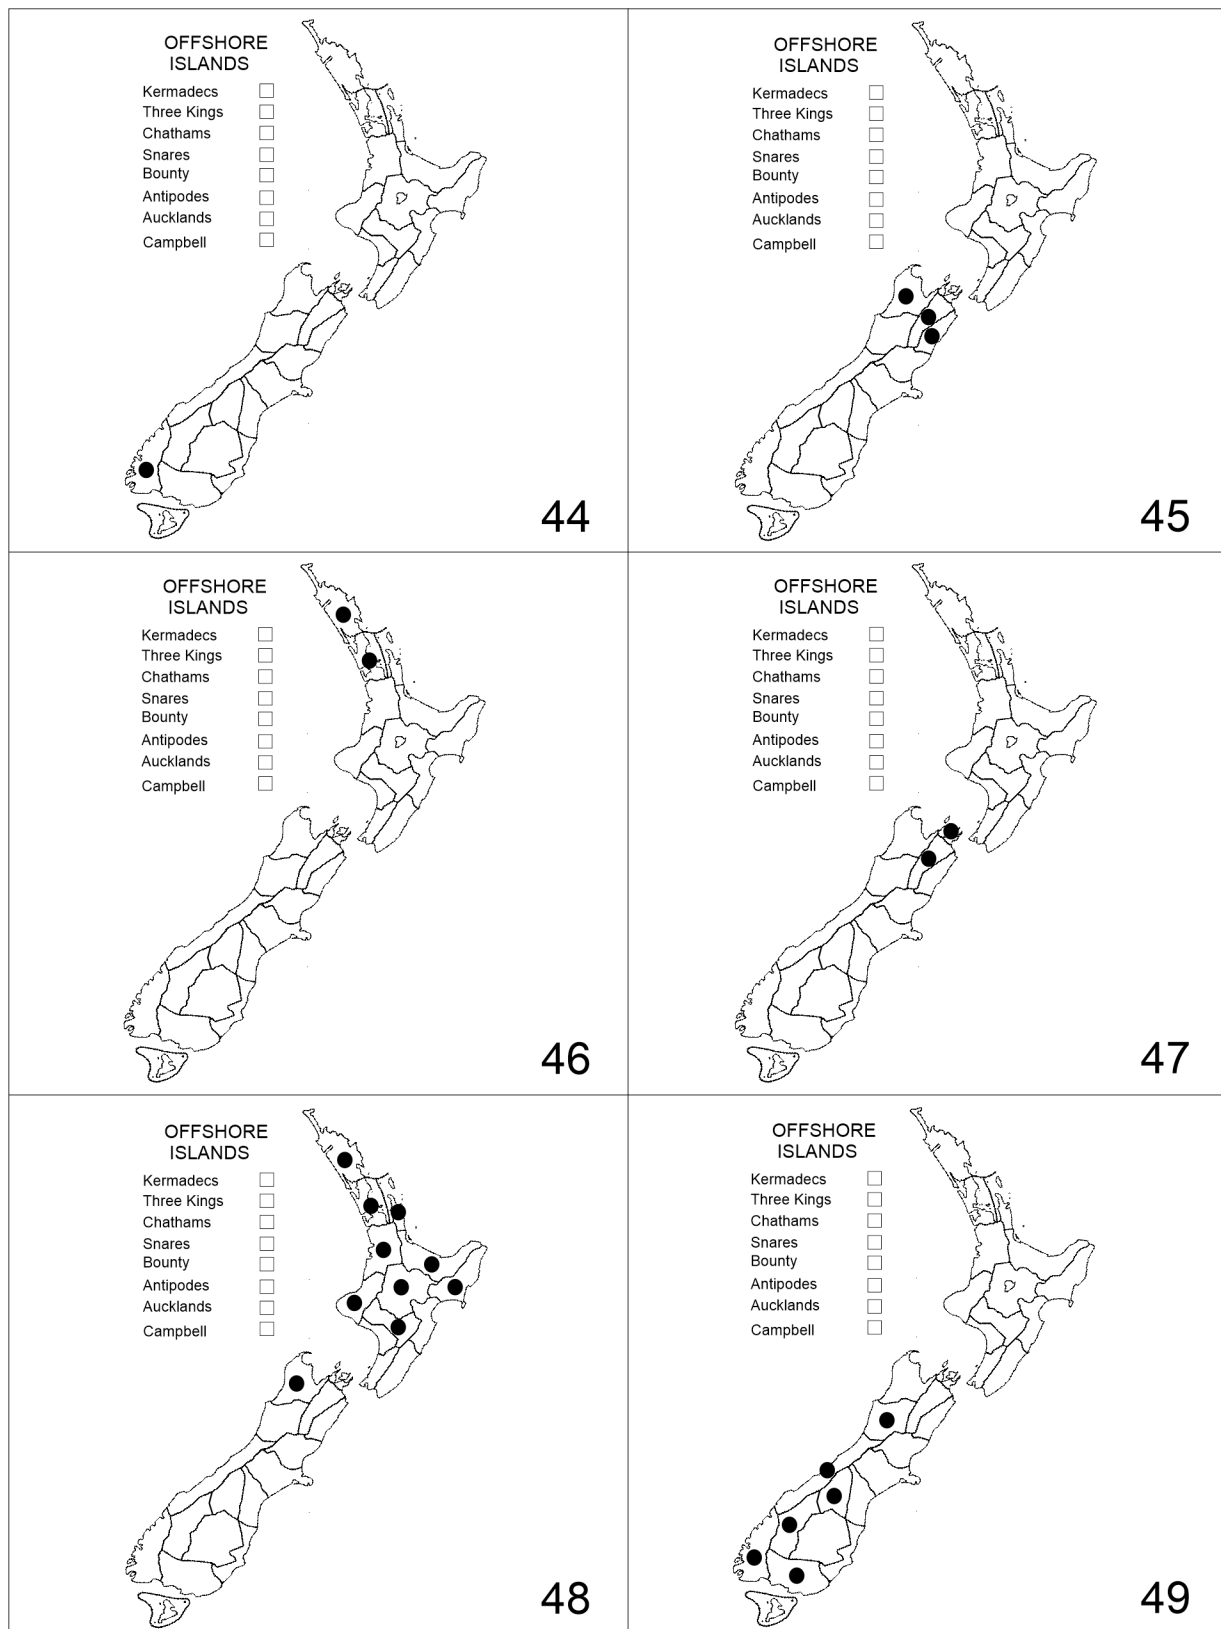 OFFSHORE
ISLANDS
Kermadecs
Three Kings
Chathams
Snares
Bounty
Antipodes
Aucklands
Campbell
44
OFFSHORE
ISLANDS
Kermadecs
Three Kings
Chathams
Snares
Bounty
Antipodes
Aucklands
Campbell
45
OFFSHORE
ISLANDS
Kermadecs
Three Kings
Chathams
Snares
Bounty
Antipodes
Aucklands
Campbell
46
OFFSHORE
ISLANDS
Kermadecs
Three Kings
Chathams
Snares
Bounty
Antipodes
Aucklands
Campbell
47
OFFSHORE
ISLANDS
Kermadecs
Three Kings
Chathams
Snares
Bounty
Antipodes
Aucklands
Campbell
48
OFFSHORE
ISLANDS
Kermadecs
Three Kings
Chathams
Snares
Bounty
Antipodes
Aucklands
Campbell
49